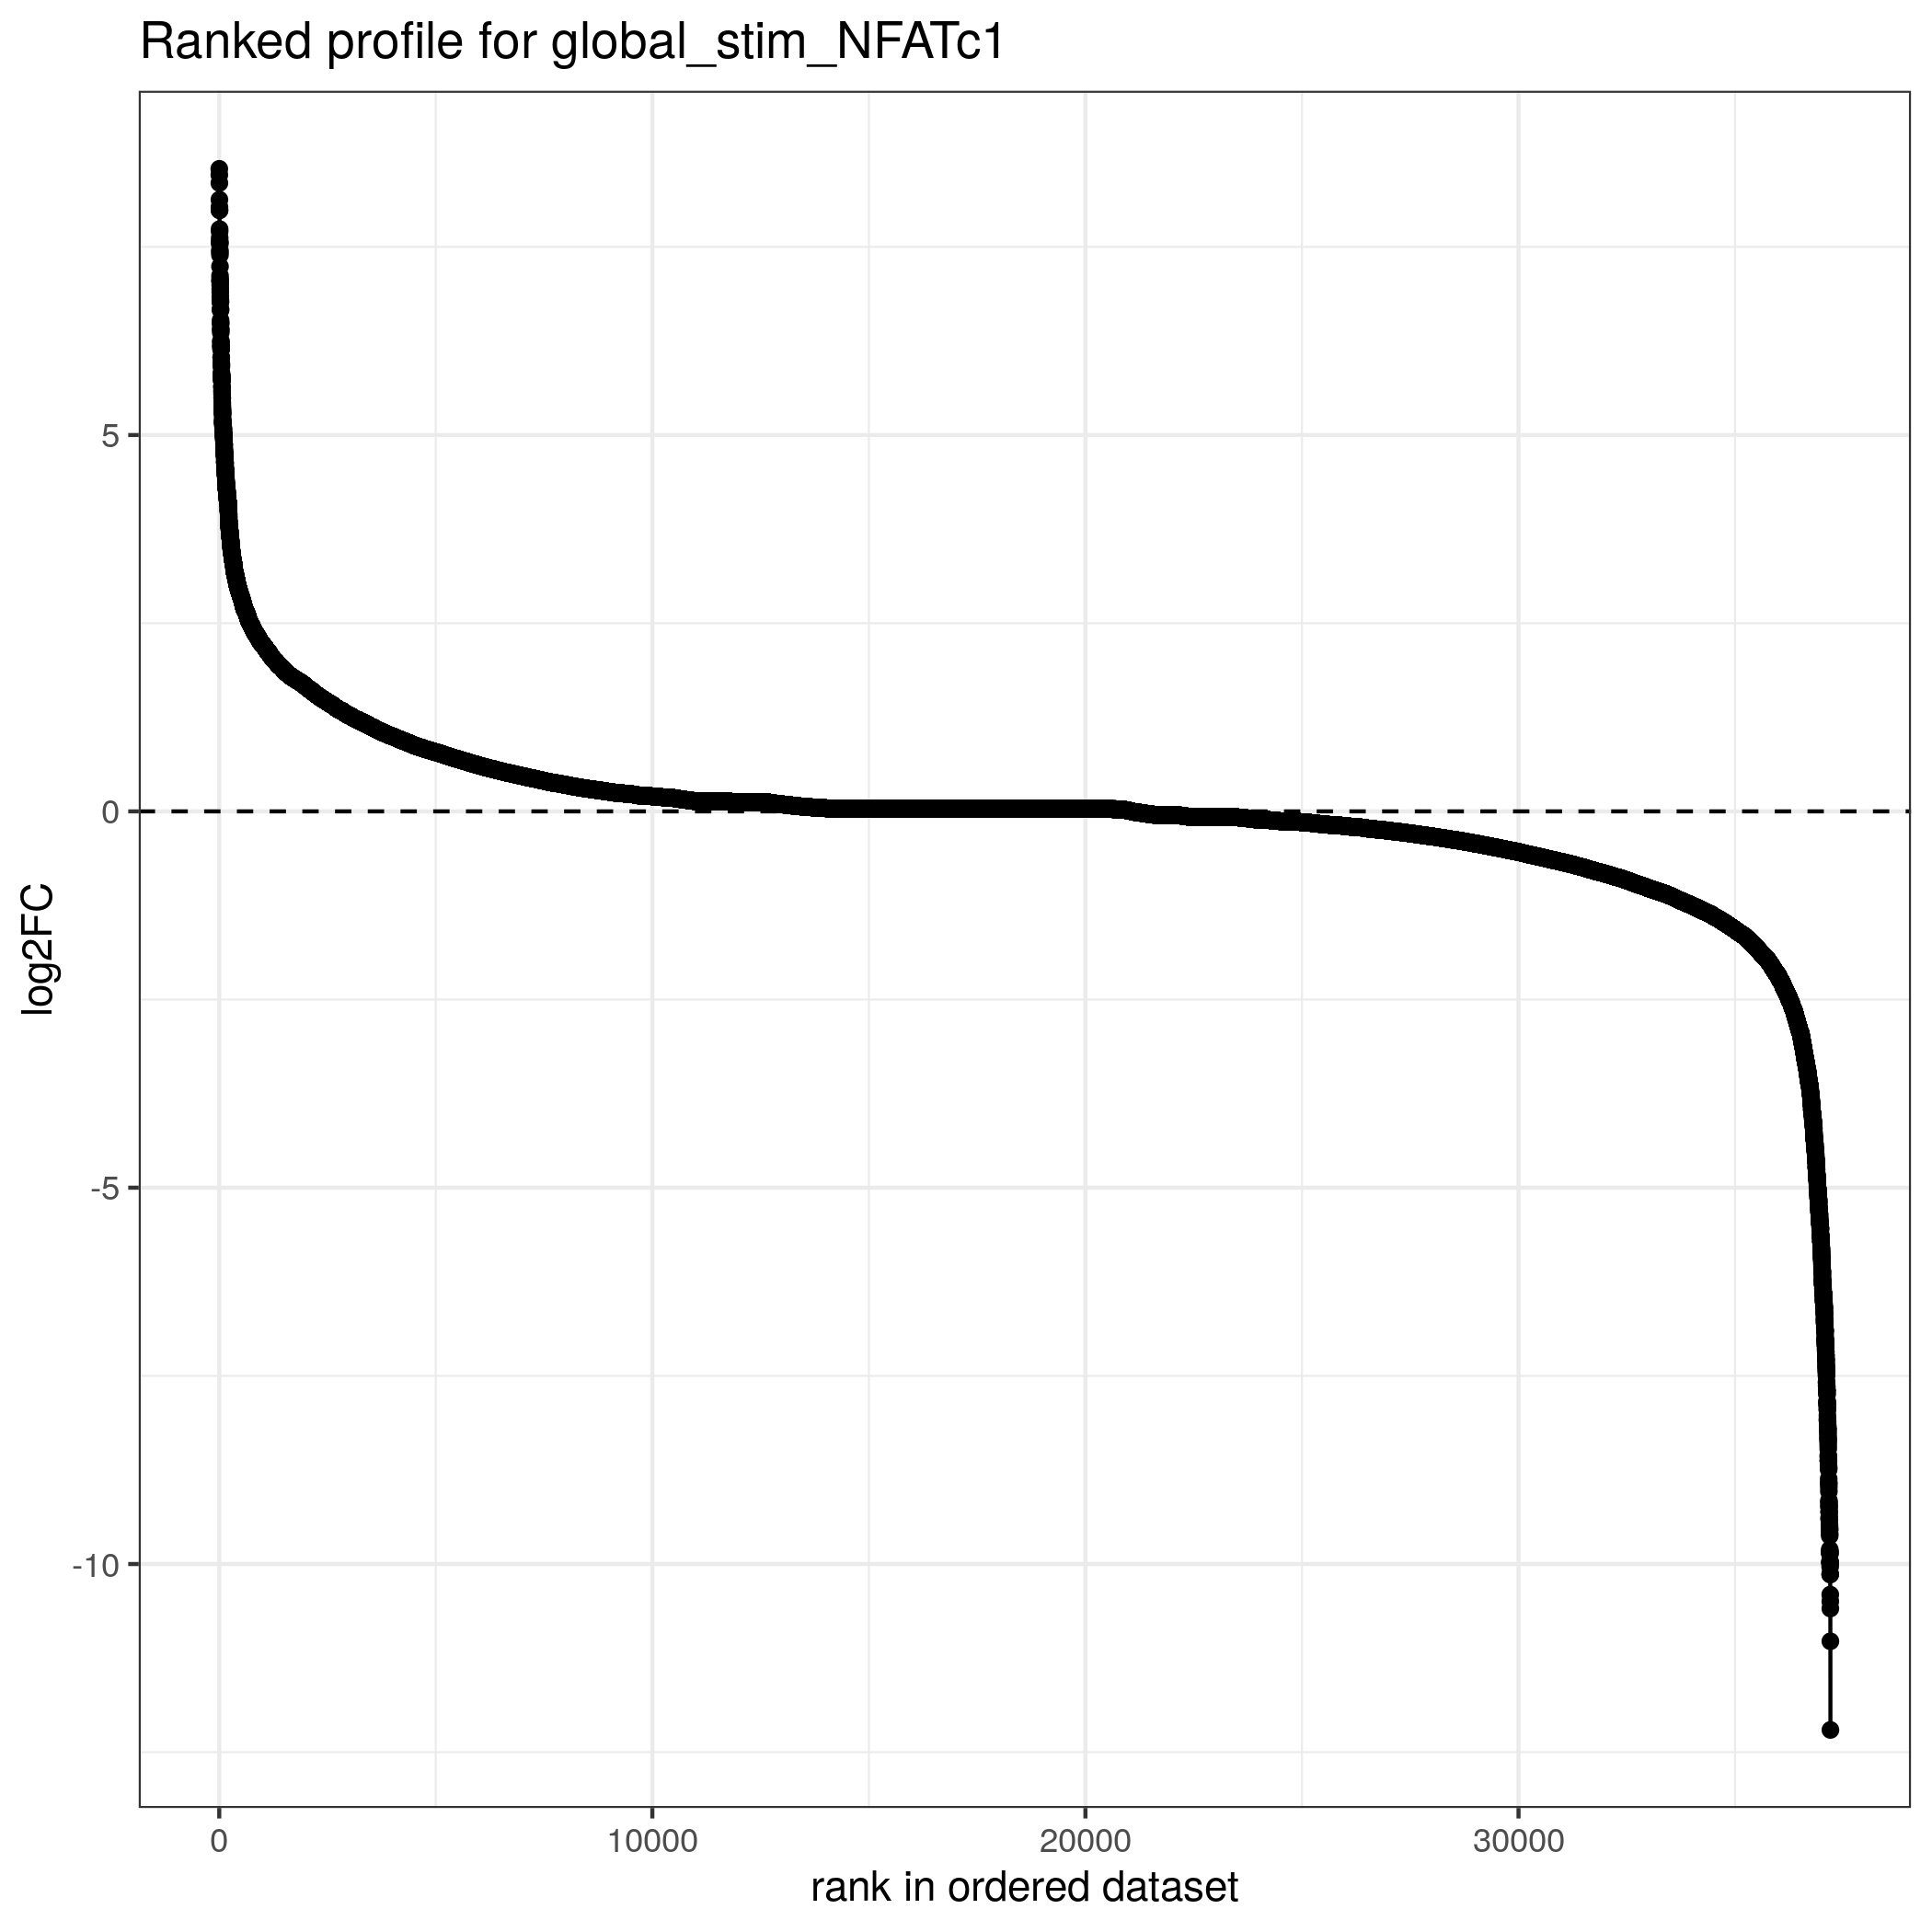 Ranked profile for global_stim_NFATc1
log2FC
5
0
-5
-10
0
10000
20000
30000
rank in ordered dataset